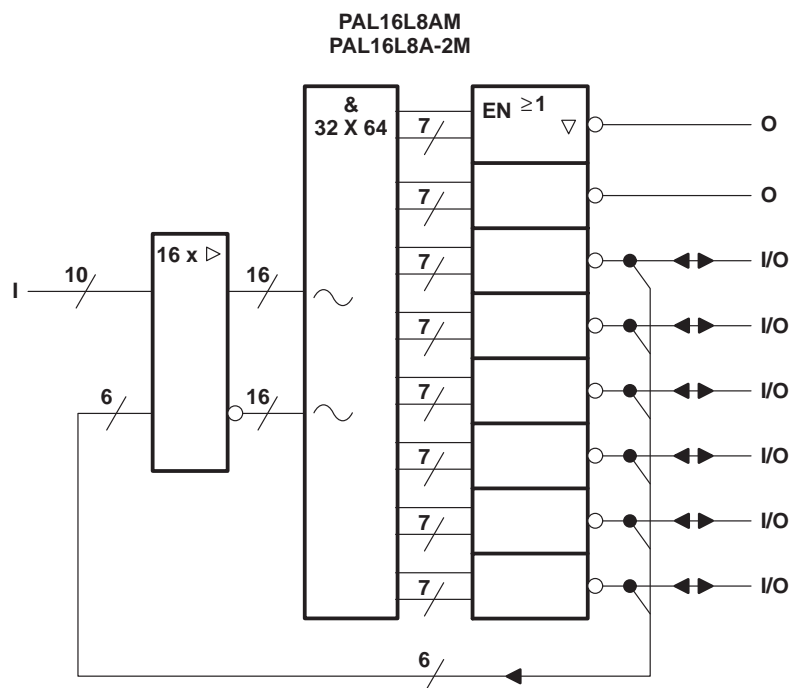 PAL16L8AM
PAL16L8A-2M
&
32 X 64
EN ≥1
7
O
7
O
16 x
7
I/O
I
10
16
7
I/O
6
16
7
I/O
7
I/O
7
I/O
7
I/O
6